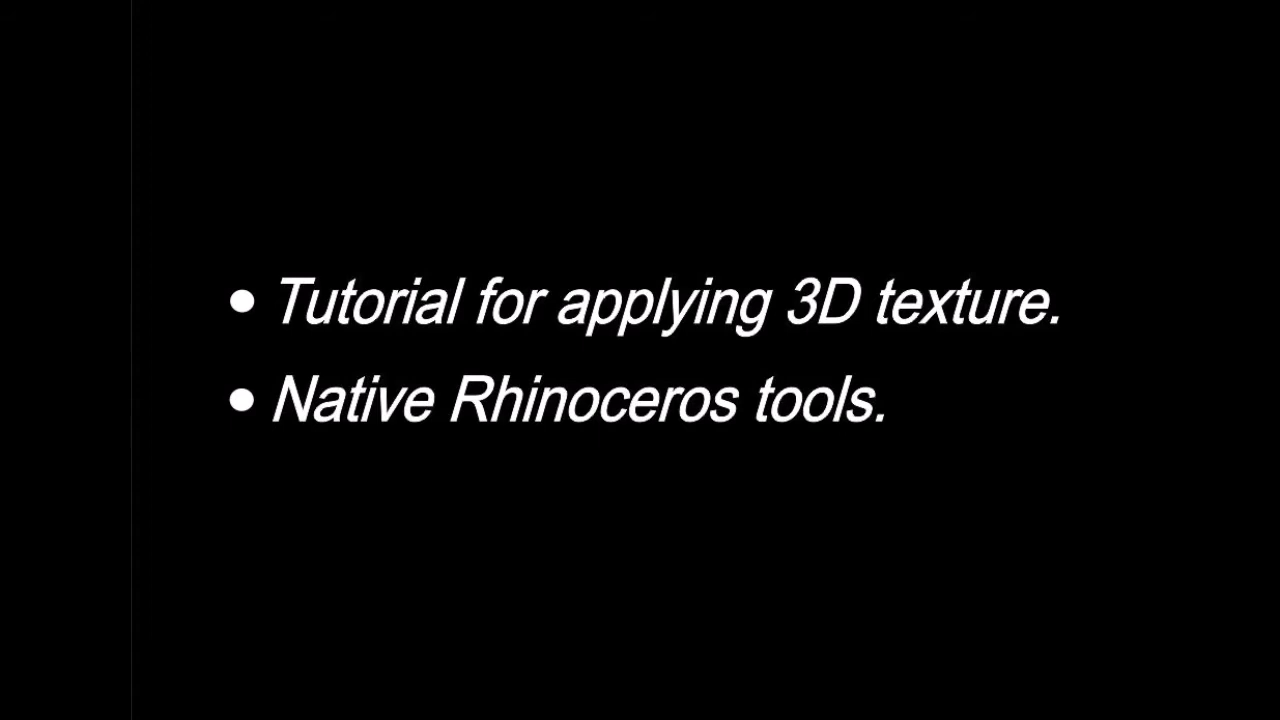 • Tutorial for applying 3D texture.
• Native Rhinoceros tools.